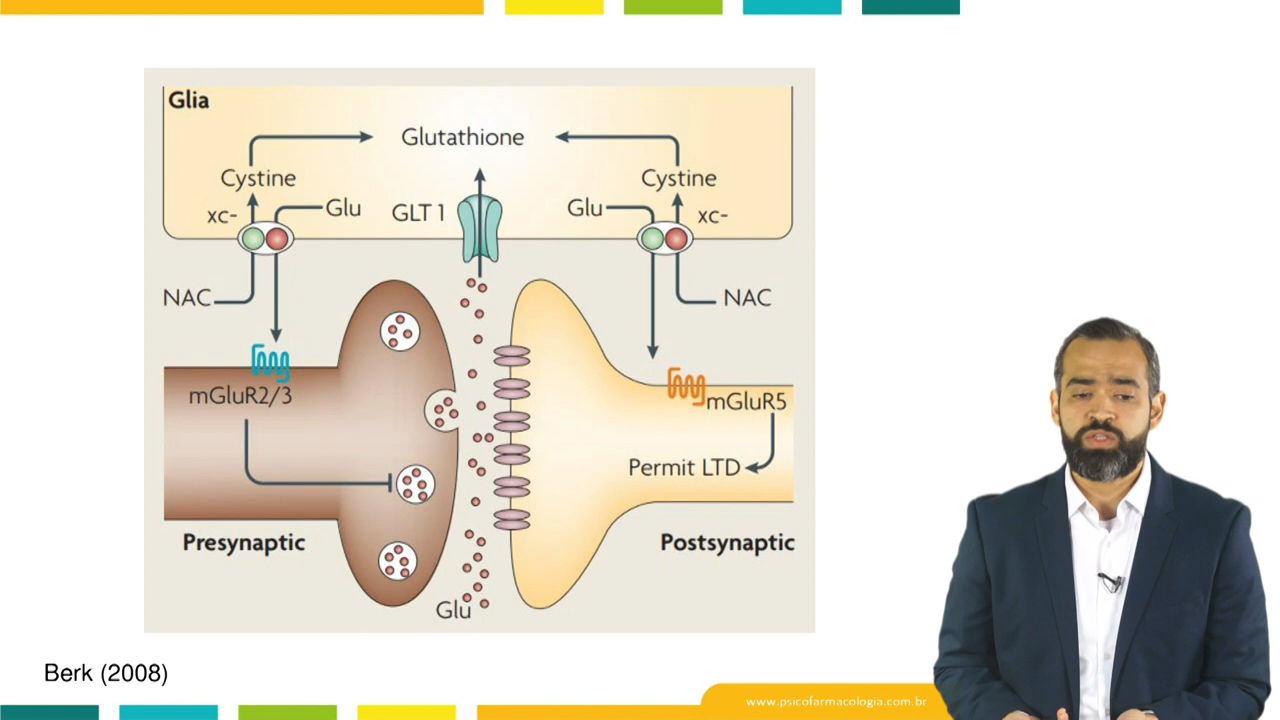 Glia
Glutathione
Cystine
Cystine
xc-
Glu
GLT 1
Glu
xc-
NAC
NAC
mGluR2/3
mGluR5
Permit LTD
Presynaptic
Postsynaptic
Glu
Berk (2008)
www.psicofarmacologia.com.br